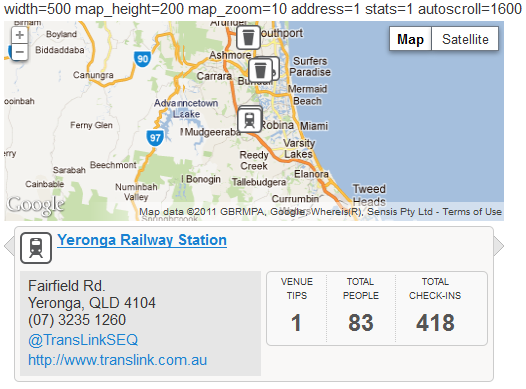 width=500 map_height=200 map_zoom=10 address=1 stats=1 autoscroll=1600
Boyland
Biddaddaba
90
Ashmore
Southport
Map
Satellite
Canungra
Carrara
Surfers
Paradise
Mermaid
Beach
Advancetown
Lake
Ferny Glen
97
Mudgeeraba
Robina
Miami
Varsity
Lakes
Reedy
Creek
Elanora
Sarabah
Beechmont
Cainbable
Numinbah
Valley
Bonogin
Tallebudgera
Currumbin
Tweed
Heads
Google
Map data ©2011 GBRMPA, Google, Whereis(R), Sensis Pty Ltd - Terms of Use
Yeronga Railway Station
Fairfield Rd.
Yeronga, QLD 4104
(07) 3235 1260
@TransLinkSEQ
http://www.translink.com.au
VENUE
TIPS
1
TOTAL
PEOPLE
83
TOTAL
CHECK-INS
418